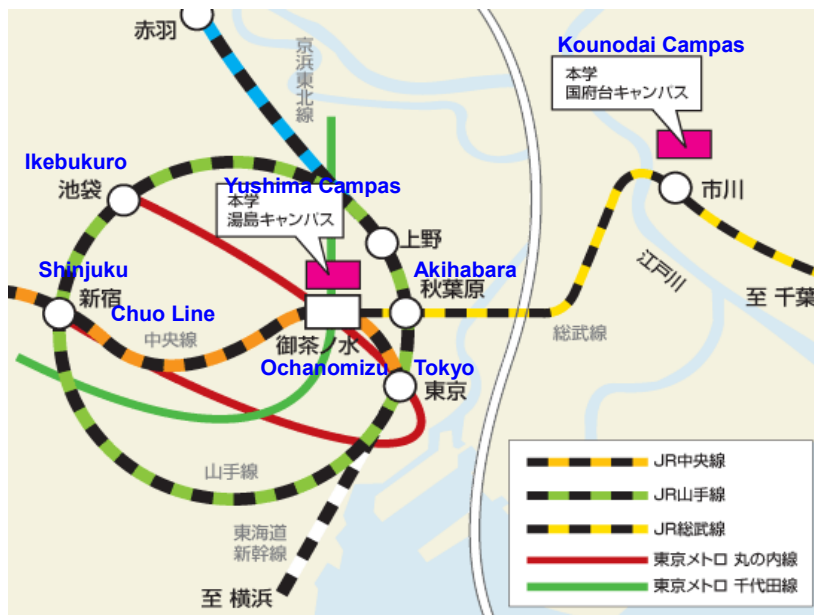 赤羽
京浜東北線
Kounodai Campas
本学
国府台キャンパス
Ikebukuro
池袋
Yushima Campas
本学
湯島キャンパス
上野
市川
Shinjuku
新宿
Akihabara
秋葉原
江戸川
至 千葉
Chuo Line
中央線
御茶ノ水
総武線
Ochanomizu
Tokyo
東京
山手線
東海道
新幹線
至 横浜
JR中央線
JR山手線
JR総武線
東京メトロ 丸の内線
東京メトロ 千代田線